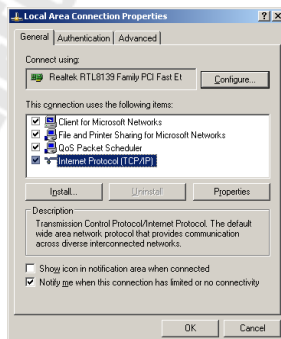 Local Area Connection Properties
General Authentication Advanced
Connect using:
Realtek RTL8139 Family PCI Fast Et
Configure...
This connection uses the following items:
Client for Microsoft Networks
File and Printer Sharing for Microsoft Networks
QoS Packet Scheduler
Internet Protocol (TCP/IP)
Install... Uninstall Properties
Description
Transmission Control Protocol/Internet Protocol. The default
wide area network protocol that provides communication
across diverse interconnected networks.
Show icon in notification area when connected
Notify me when this connection has limited or no connectivity
OK Cancel